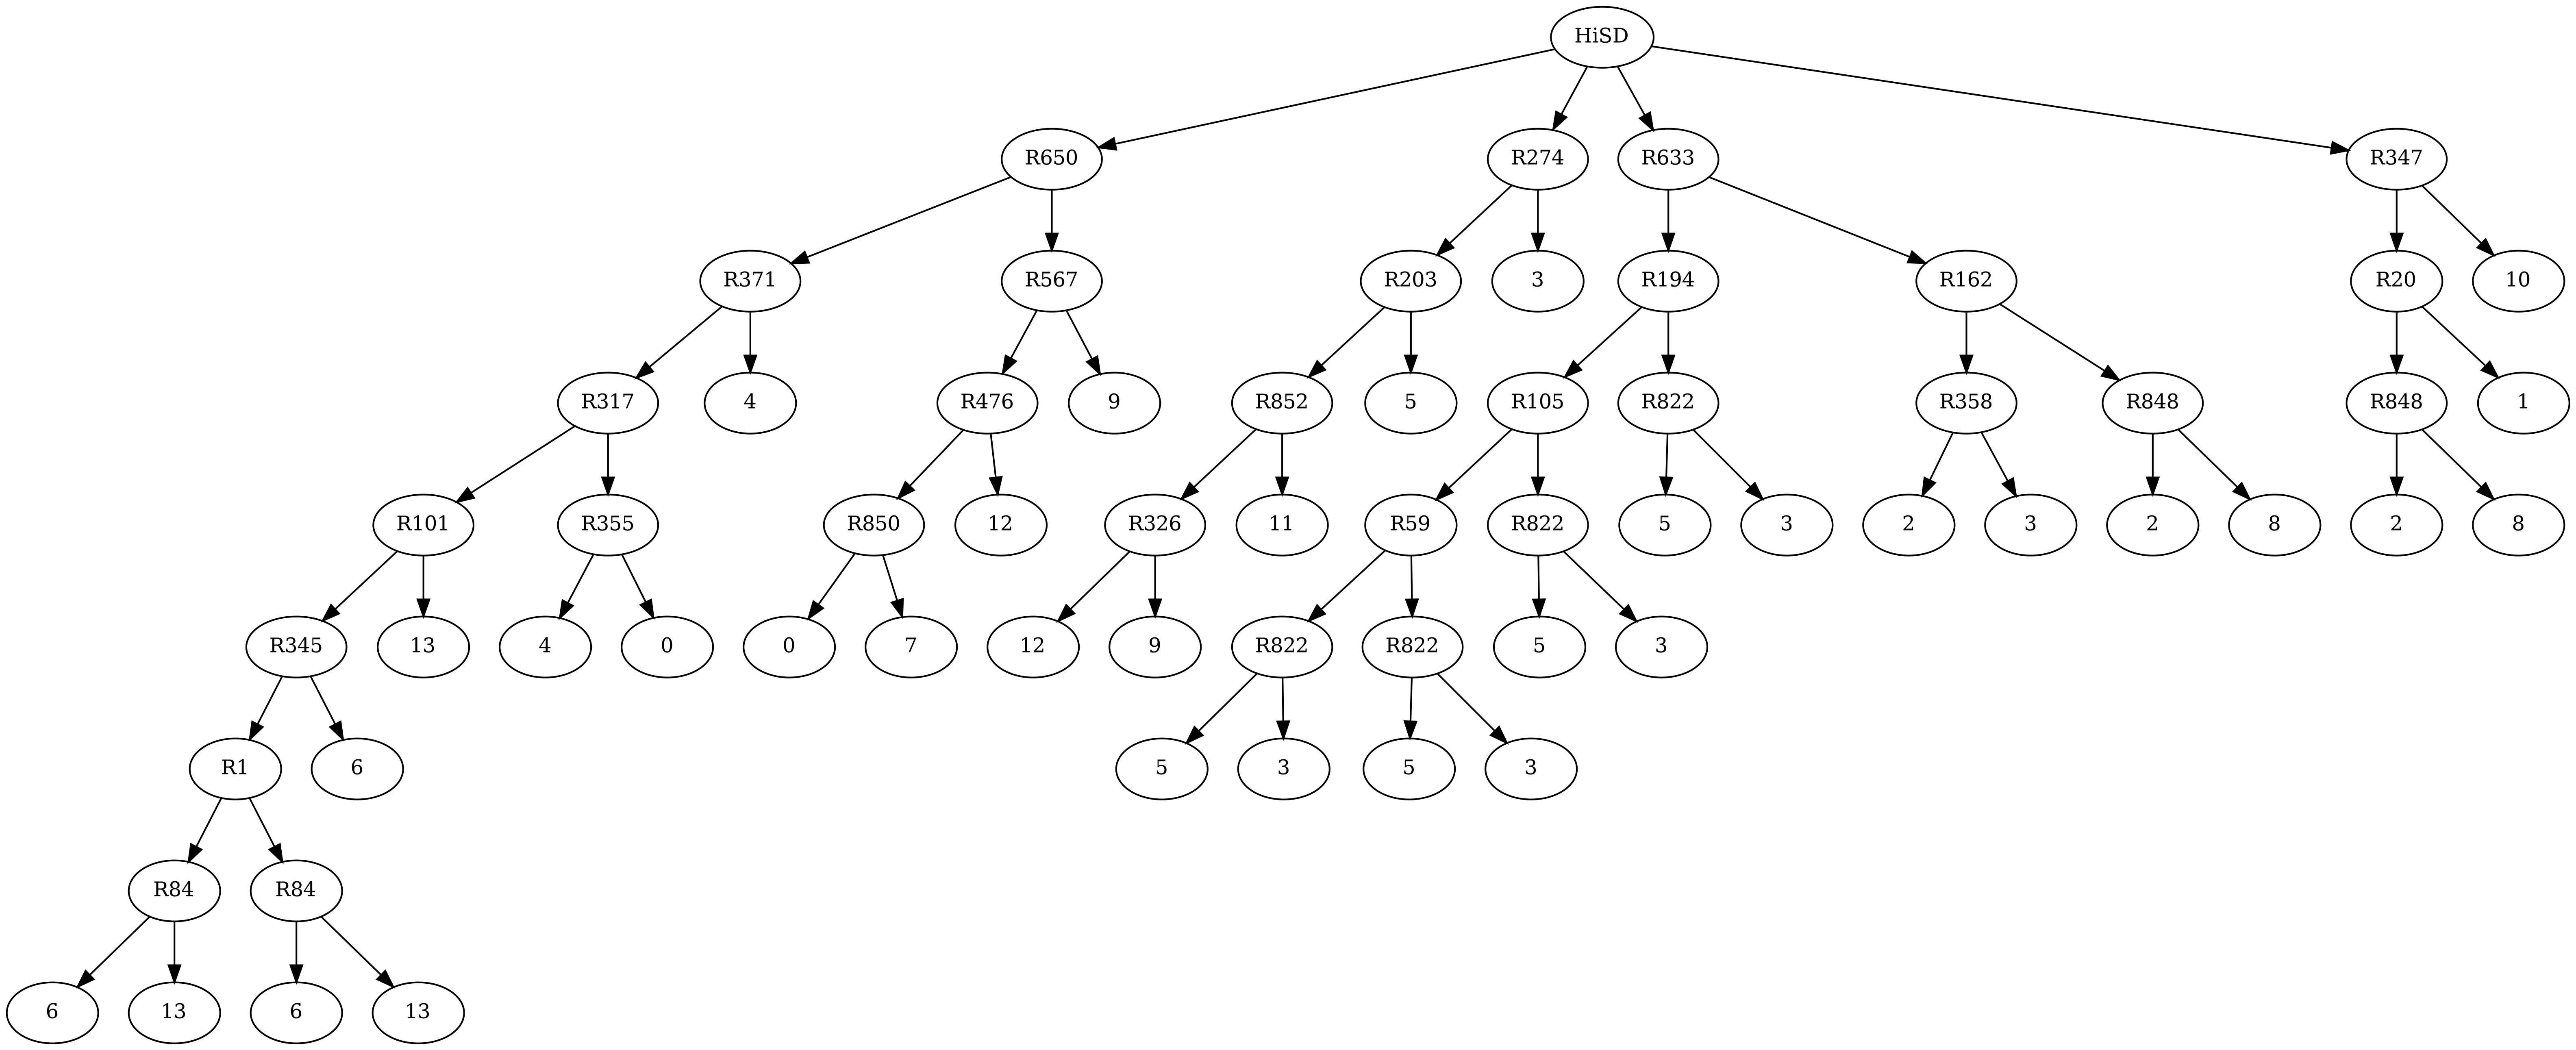 HiSD
R650 R274 R633 R347
R371 R567 R203 3 R194 R162 R20 10
R317 4 R476 9 R852 5 R105 R822 R358 R848 R848 1
R101 R355 R850 12 R326 11 R59 R822 5 3 2 3 2 8 2 8
R345 13 4 0 0 7 12 9 R822 R822 5 3
R1 6 5 3 5 3
R84 R84
6 13 6 13